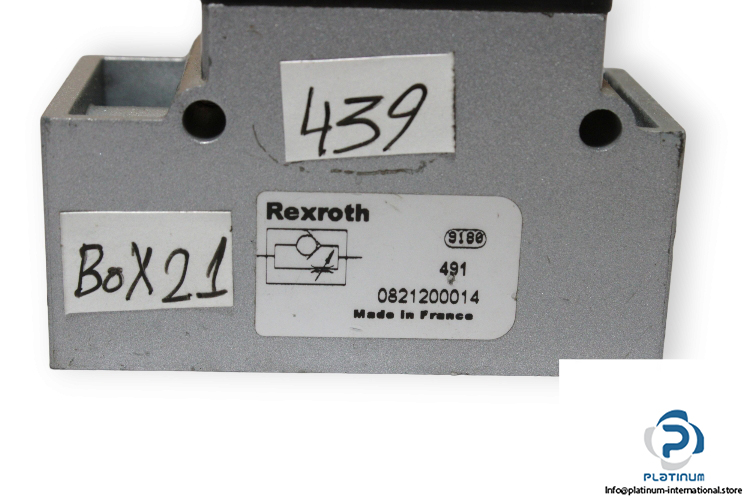 439
BOX21
Rexroth
9180
491
0821200014
Made in France
PLATINUM
Info@platinum-international.store